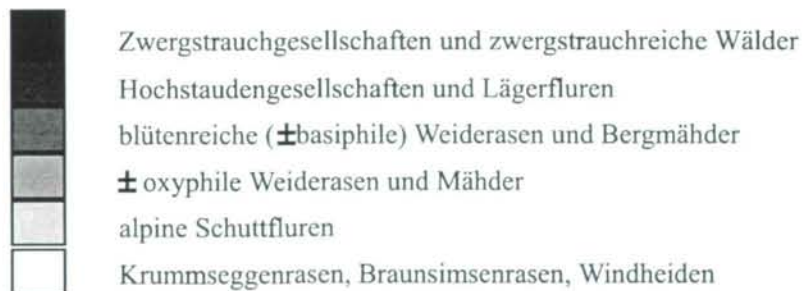 Zwergstrauchgesellschaften und zwergstrauchreiche Wälder
Hochstaudengesellschaften und Lägerfluren
blütenreiche (±basiphile) Weiderasen und Bergmähder
± oxyphile Weiderasen und Mähder
alpine Schuttfluren
Krummseggenrasen, Braunsimsenrasen, Windheiden